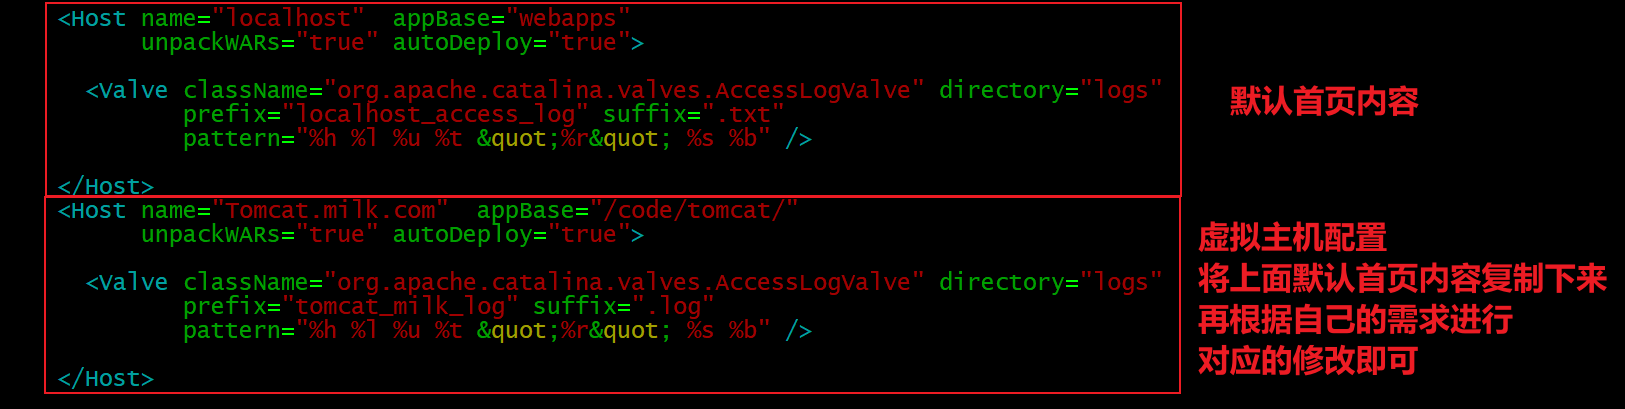 <Host name="localhost"  appBase="webapps"
      unpackWARs="true" autoDeploy="true">
  <Valve className="org.apache.catalina.valves.AccessLogValve" directory="logs"
         prefix="localhost_access_log" suffix=".txt"
         pattern="%h %l %u %t &quot;%r&quot; %s %b" />
</Host>
默认首页内容
<Host name="Tomcat.milk.com"  appBase="/code/tomcat/"
      unpackWARs="true" autoDeploy="true">
  <Valve className="org.apache.catalina.valves.AccessLogValve" directory="logs"
         prefix="tomcat_milk_log" suffix=".log"
         pattern="%h %l %u %t &quot;%r&quot; %s %b" />
</Host>
虚拟主机配置
将上面默认首页内容复制下来
再根据自己的需求进行
对应的修改即可